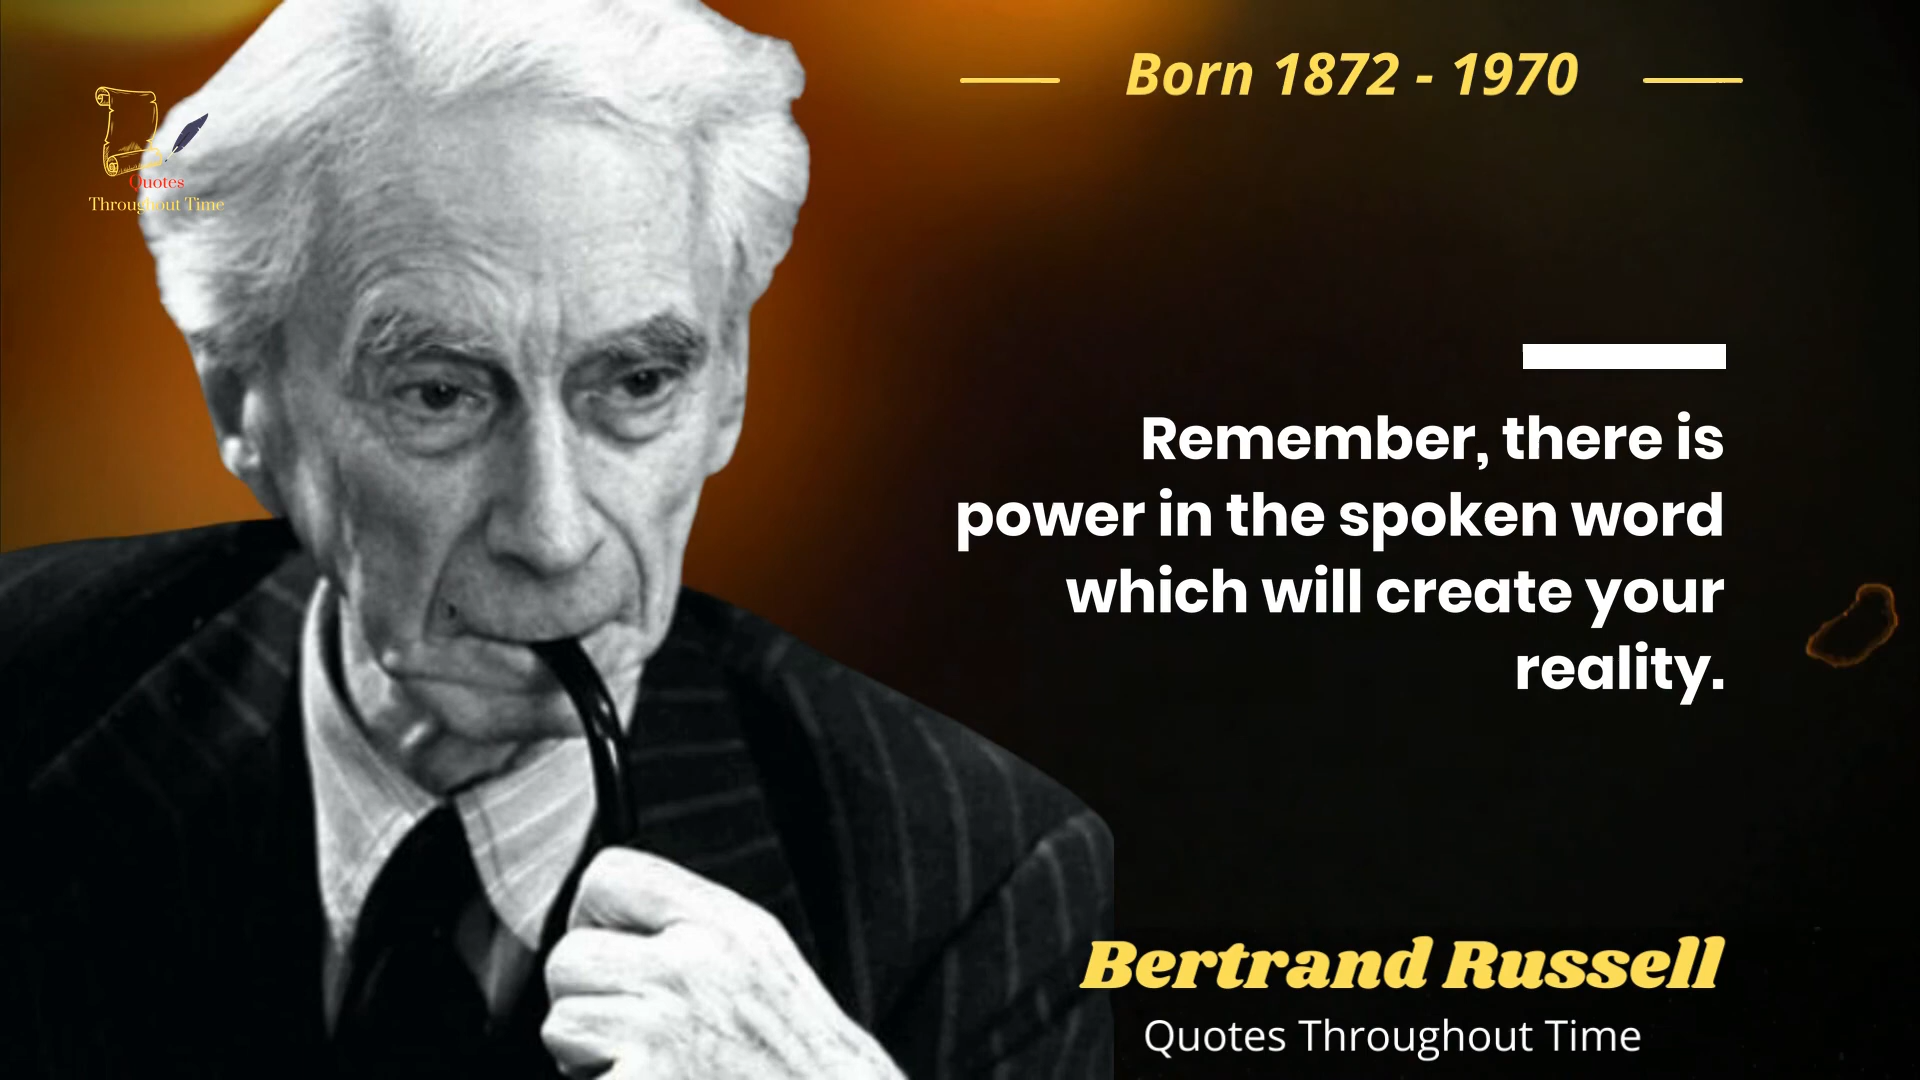 Quotes
Throughout Time
Born 1872 - 1970
Remember, there is
power in the spoken word
which will create your
reality.
Bertrand Russell
Quotes Throughout Time